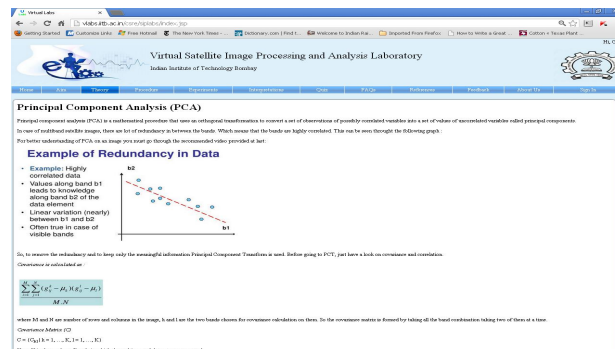 Virtual Labs
vlabs.iitb.ac.in/core/sip/labs/index.jsp
Getting Started Customize Links Free Hotmail The New York Times - ... Dictionary.com | Find t... Welcome to Indian Rai... Imported From Firefox How to Write a Great ... Cotton + Texas Plant ...
Virtual Satellite Image Processing and Analysis Laboratory
Indian Institute of Technology Bombay
Home Aim Theory Procedure Experiments Interpretations Quiz FAQs References Feedback About Us Sign In
Principal Component Analysis (PCA)
Principal component analysis (PCA) is a mathematical procedure that uses an orthogonal transformation to convert a set of observations of possibly correlated variables into a set of values of uncorrelated variables called principal components.
In case of multiband satellite images, there are lot of redundancy in between the bands. Which means that the bands are highly correlated. This can be seen throught the following graph :
For better understanding of PCA on an image you must go through the recommended video provided at last:
Example of Redundancy in Data
• Example: Highly correlated data
• Values along band b1 leads to knowledge along band b2 of the data element
• Linear variation (nearly) between b1 and b2
• Often true in case of visible bands
b2
b1
So, to remove the redundancy and to keep only the meaningful information Principal Component Transform is used. Before going to PCT, just have a look on covariance and correlation.
Covariance is calculated as :
M.N
where M and N are number of rows and columns in the image, k and l are the two bands chosen for covariance calculation on them. So the covariance matrix is formed by taking all the band combination taking two of them at a time.
Covariance Matrix (C)
C = {Ckl | k = 1, ..., K, l = 1, ..., K}